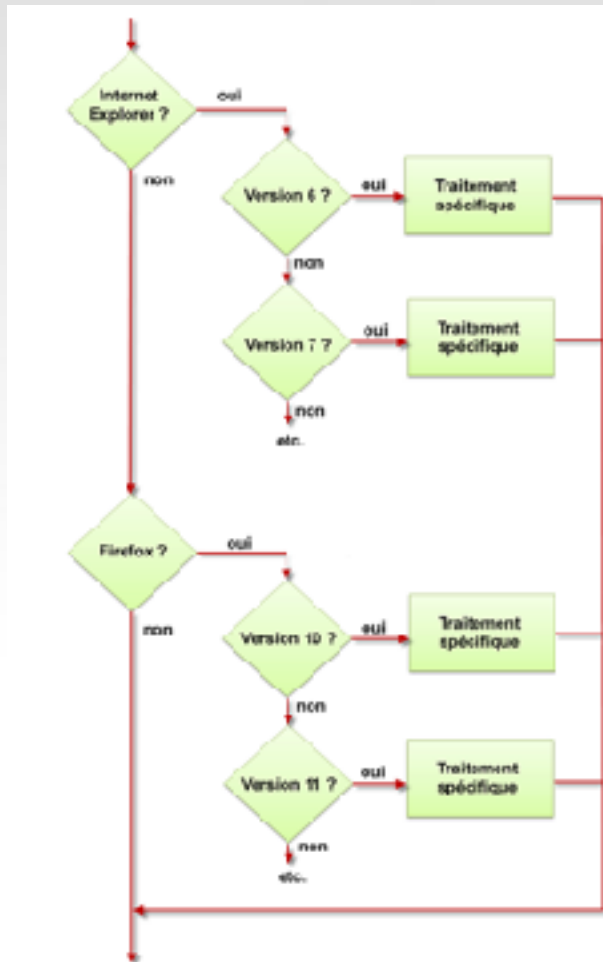 Internet
Explorer ?
oui
non
Version 6 ?
oui
Traitement
spécifique
non
Version 7 ?
oui
Traitement
spécifique
non
etc.
Firefox ?
oui
non
Version 10 ?
oui
Traitement
spécifique
non
Version 11 ?
oui
Traitement
spécifique
non
etc.